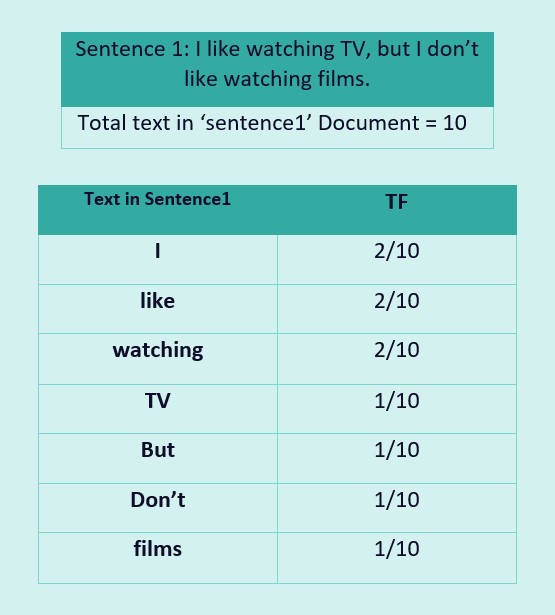 Sentence 1: I like watching TV, but I don’t
like watching films.
Total text in ‘sentence1’ Document = 10
Text in Sentence1 TF
I 2/10
like 2/10
watching 2/10
TV 1/10
But 1/10
Don’t 1/10
films 1/10